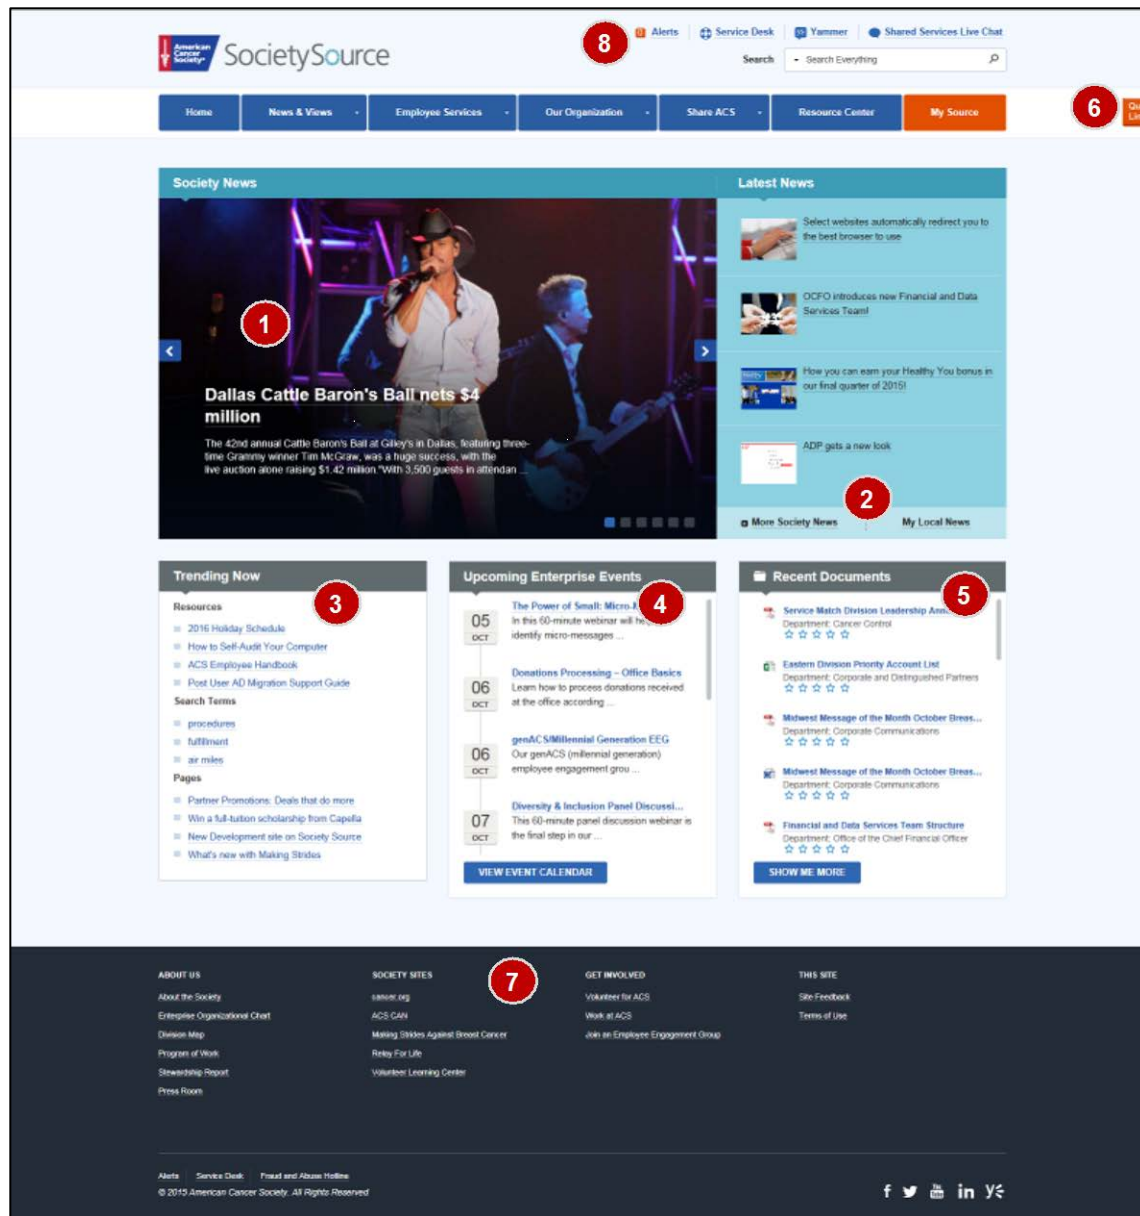 8
Alerts
Service Desk
Yammer
Shared Services Live Chat
American
Cancer
Society
SocietySource
Search
Search Everything
6
Home
News & Views
Employee Services
Our Organization
Share ACS
Resource Center
My Source
Society News
1
Dallas Cattle Baron's Ball nets $4
million
The 42nd annual Cattle Baron's Ball at Gilley's in Dallas, featuring three-
time Grammy winner Tim McGraw, was a huge success, with the
live auction alone raising $1.42 million."With 3,500 guests in attendan ...
Latest News
Select websites automatically redirect you to
the best browser to use
OCFO introduces new Financial and Data
Services Team!
How you can earn your Healthy You bonus in
our final quarter of 2015!
ADP gets a new look
2
More Society News
My Local News
Trending Now
3
Resources
2016 Holiday Schedule
How to Self-Audit Your Computer
ACS Employee Handbook
Post User AD Migration Support Guide
Search Terms
procedures
fulfillment
air miles
Pages
Partner Promotions: Deals that do more
Win a full-tuition scholarship from Capella
New Development site on Society Source
What's new with Making Strides
Upcoming Enterprise Events
4
05
OCT
The Power of Small: Micro-
In this 60-minute webinar will
identify micro-messages ...
06
OCT
Donations Processing – Office Basics
Learn how to process donations received
at the office according ...
06
OCT
genACS/Millennial Generation EEG
Our genACS (millennial generation)
employee engagement grou ...
07
OCT
Diversity & Inclusion Panel Discussi...
This 60-minute panel discussion webinar is
the final step in our ...
VIEW EVENT CALENDAR
Recent Documents
5
Service Match Division Leadership
Department: Cancer Control
Eastern Division Priority Account List
Department: Corporate and Distinguished Partners
Midwest Message of the Month October Breas...
Department: Corporate Communications
Midwest Message of the Month October Breas...
Department: Corporate Communications
Financial and Data Services Team Structure
Department: Office of the Chief Financial Officer
SHOW ME MORE
7
ABOUT US
About the Society
Enterprise Organizational Chart
Division Map
Program of Work
Stewardship Report
Press Room
SOCIETY SITES
cancer.org
ACS CAN
Making Strides Against Breast Cancer
Relay For Life
Volunteer Learning Center
GET INVOLVED
Volunteer for ACS
Work at ACS
Join an Employee Engagement Group
THIS SITE
Site Feedback
Terms of Use
Alerts
Service Desk
Fraud and Abuse Hotline
© 2015 American Cancer Society. All Rights Reserved